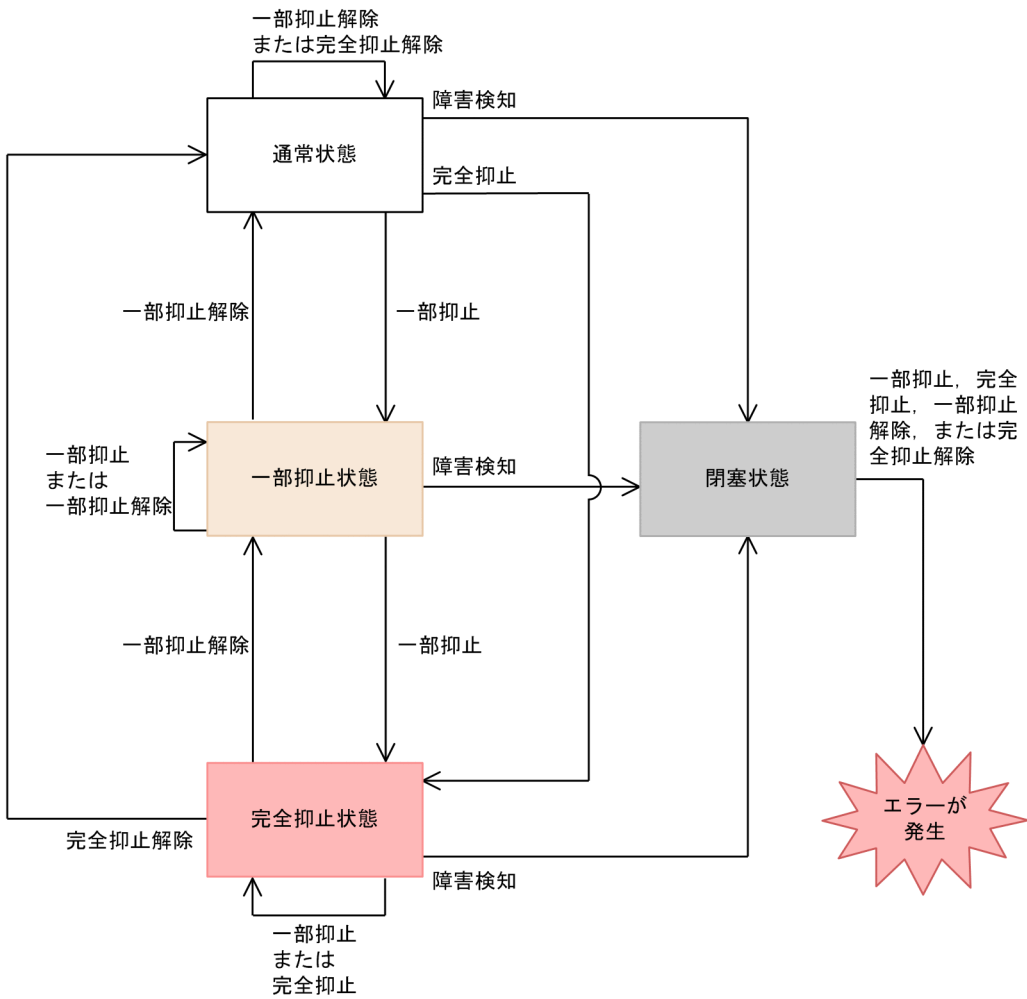 一部抑止解除
または完全抑止解除
障害検知
通常状態
完全抑止
一部抑止解除
一部抑止
一部抑止，完全
抑止，一部抑止
解除，または完
全抑止解除
一部抑止
または
一部抑止解除
一部抑止状態
障害検知
閉塞状態
一部抑止解除
一部抑止
完全抑止状態
エラーが
発生
完全抑止解除
障害検知
一部抑止
または
完全抑止